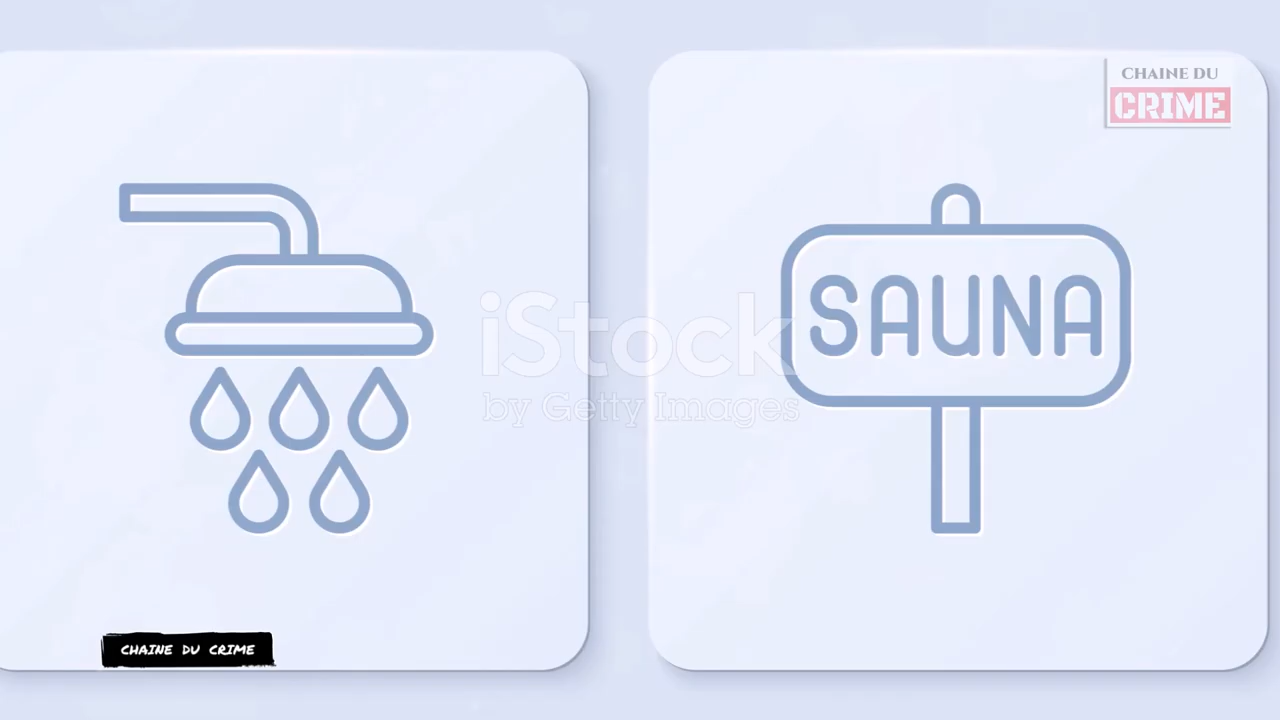 CHAINE DU
CRIME
SAUNA
iStock
by Getty Images
CHAINE DU CRIME